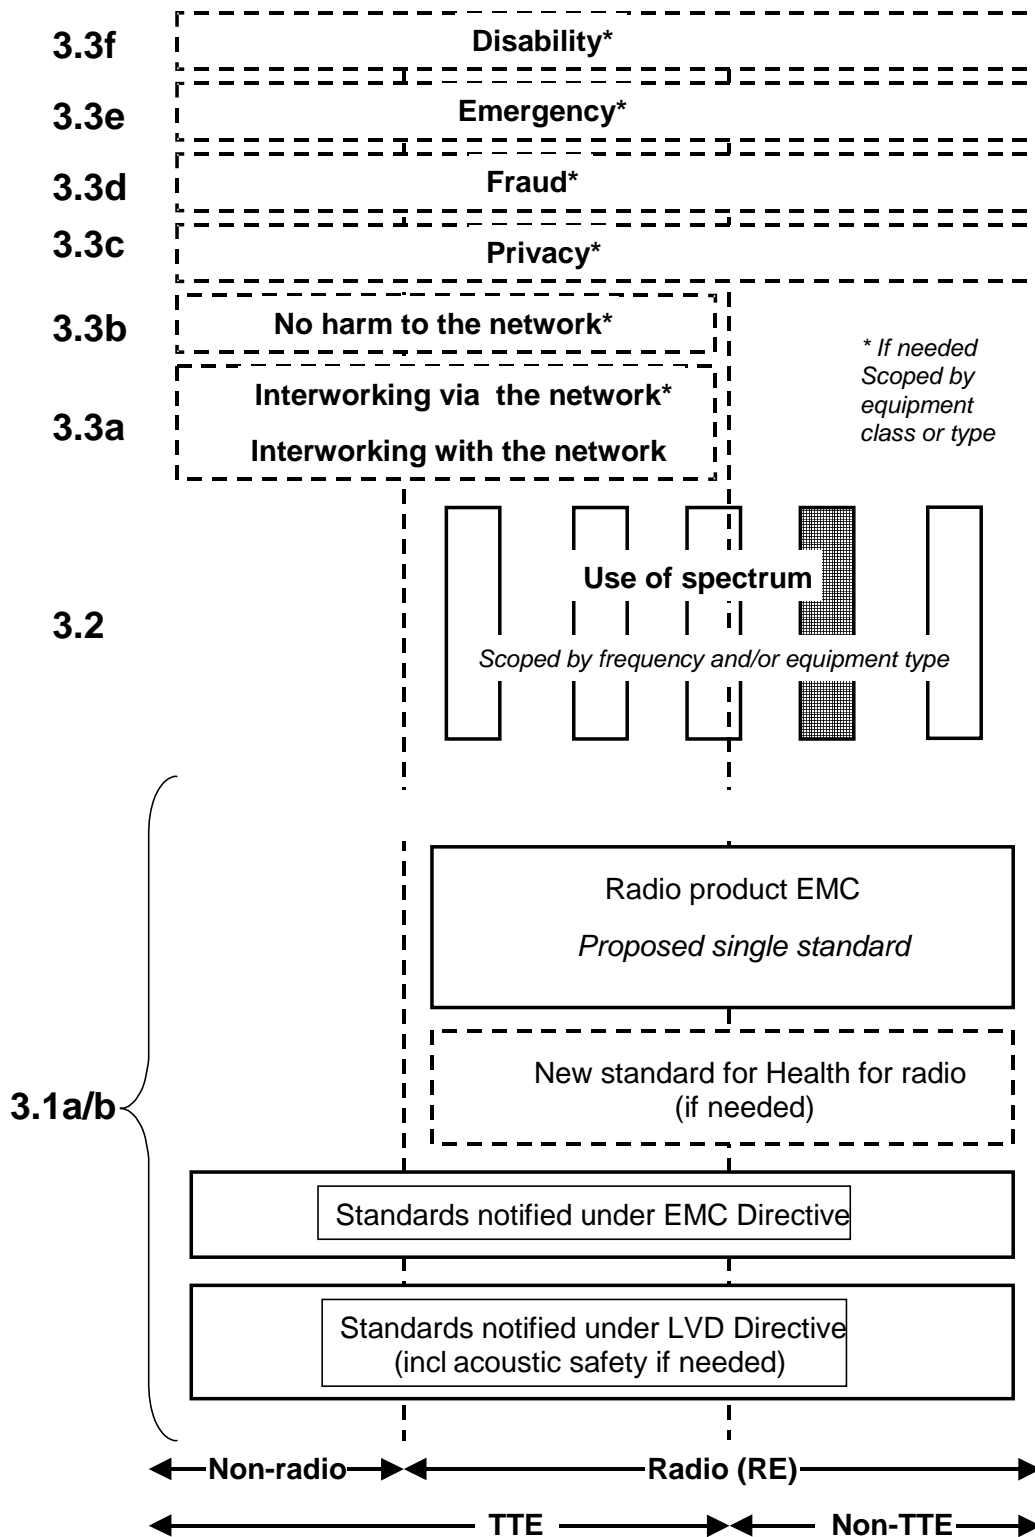 3.3f
Disability*
3.3e
Emergency*
3.3d
Fraud*
3.3c
Privacy*
3.3b
No harm to the network*
* If needed
Scoped by
equipment
class or type
3.3a
Interworking via the network*
Interworking with the network
3.2
Use of spectrum
Scoped by frequency and/or equipment type
3.1a/b
Radio product EMC
Proposed single standard
New standard for Health for radio
(if needed)
Standards notified under EMC Directive
Standards notified under LVD Directive
(incl acoustic safety if needed)
Non-radio
Radio (RE)
TTE
Non-TTE